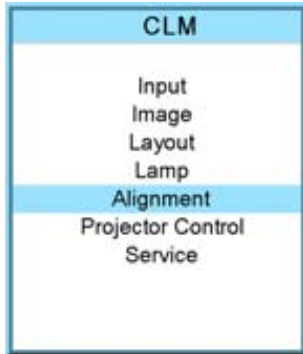 CLM
Input
Image
Layout
Lamp
Alignment
Projector Control
Service